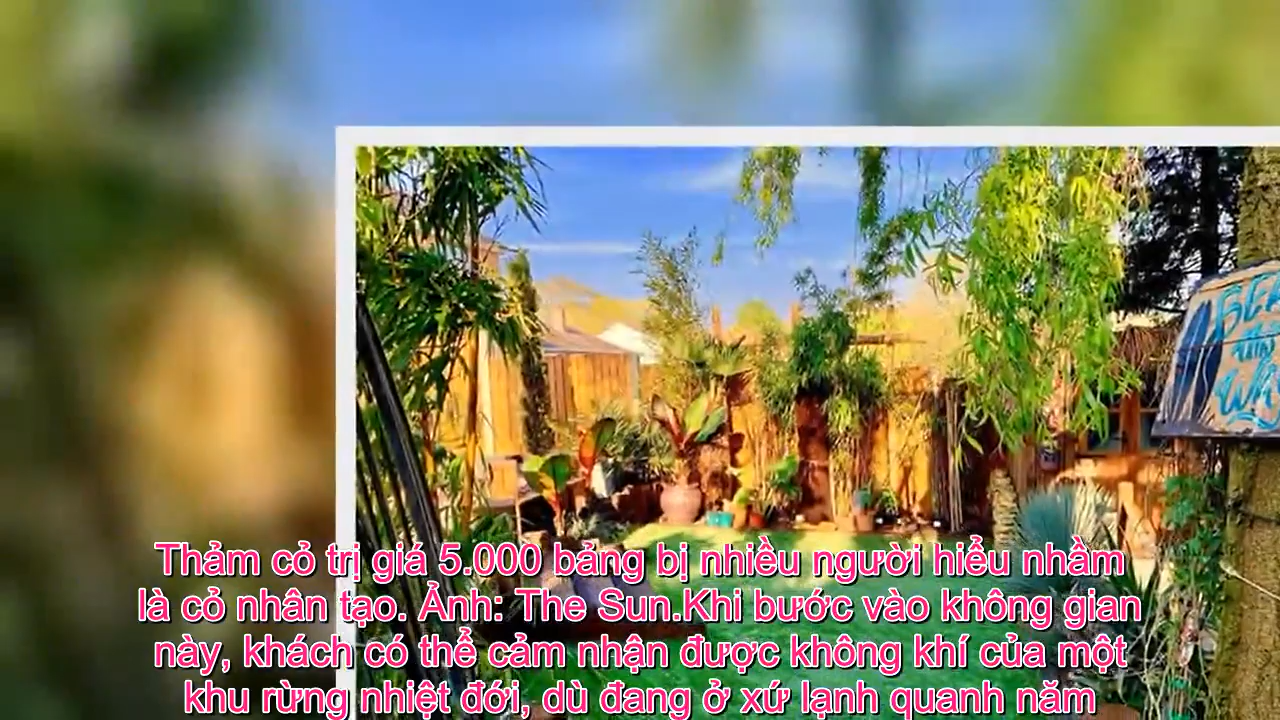 Thảm cỏ trị giá 5.000 bảng bị nhiều người hiểu nhầm
là cỏ nhân tạo. Ảnh: The Sun.Khi bước vào không gian
này, khách có thể cảm nhận được không khí của một
khu rừng nhiệt đới, dù đang ở xứ lạnh quanh năm